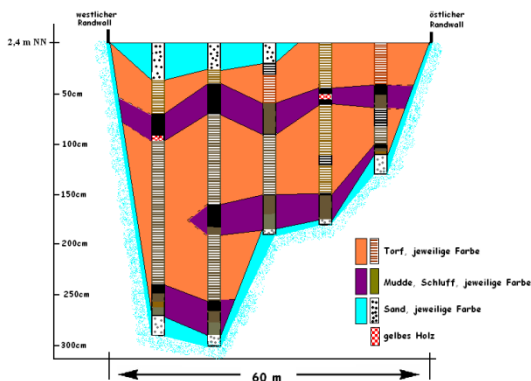 westlicher
Randwall
östlicher
Randwall
2,4 m NN
50cm
100cm
150cm
200cm
250cm
300cm
Torf, jeweilige Farbe
Mudde, Schluff, jeweilige Farbe
Sand, jeweilige Farbe
gelbes Holz
60 m